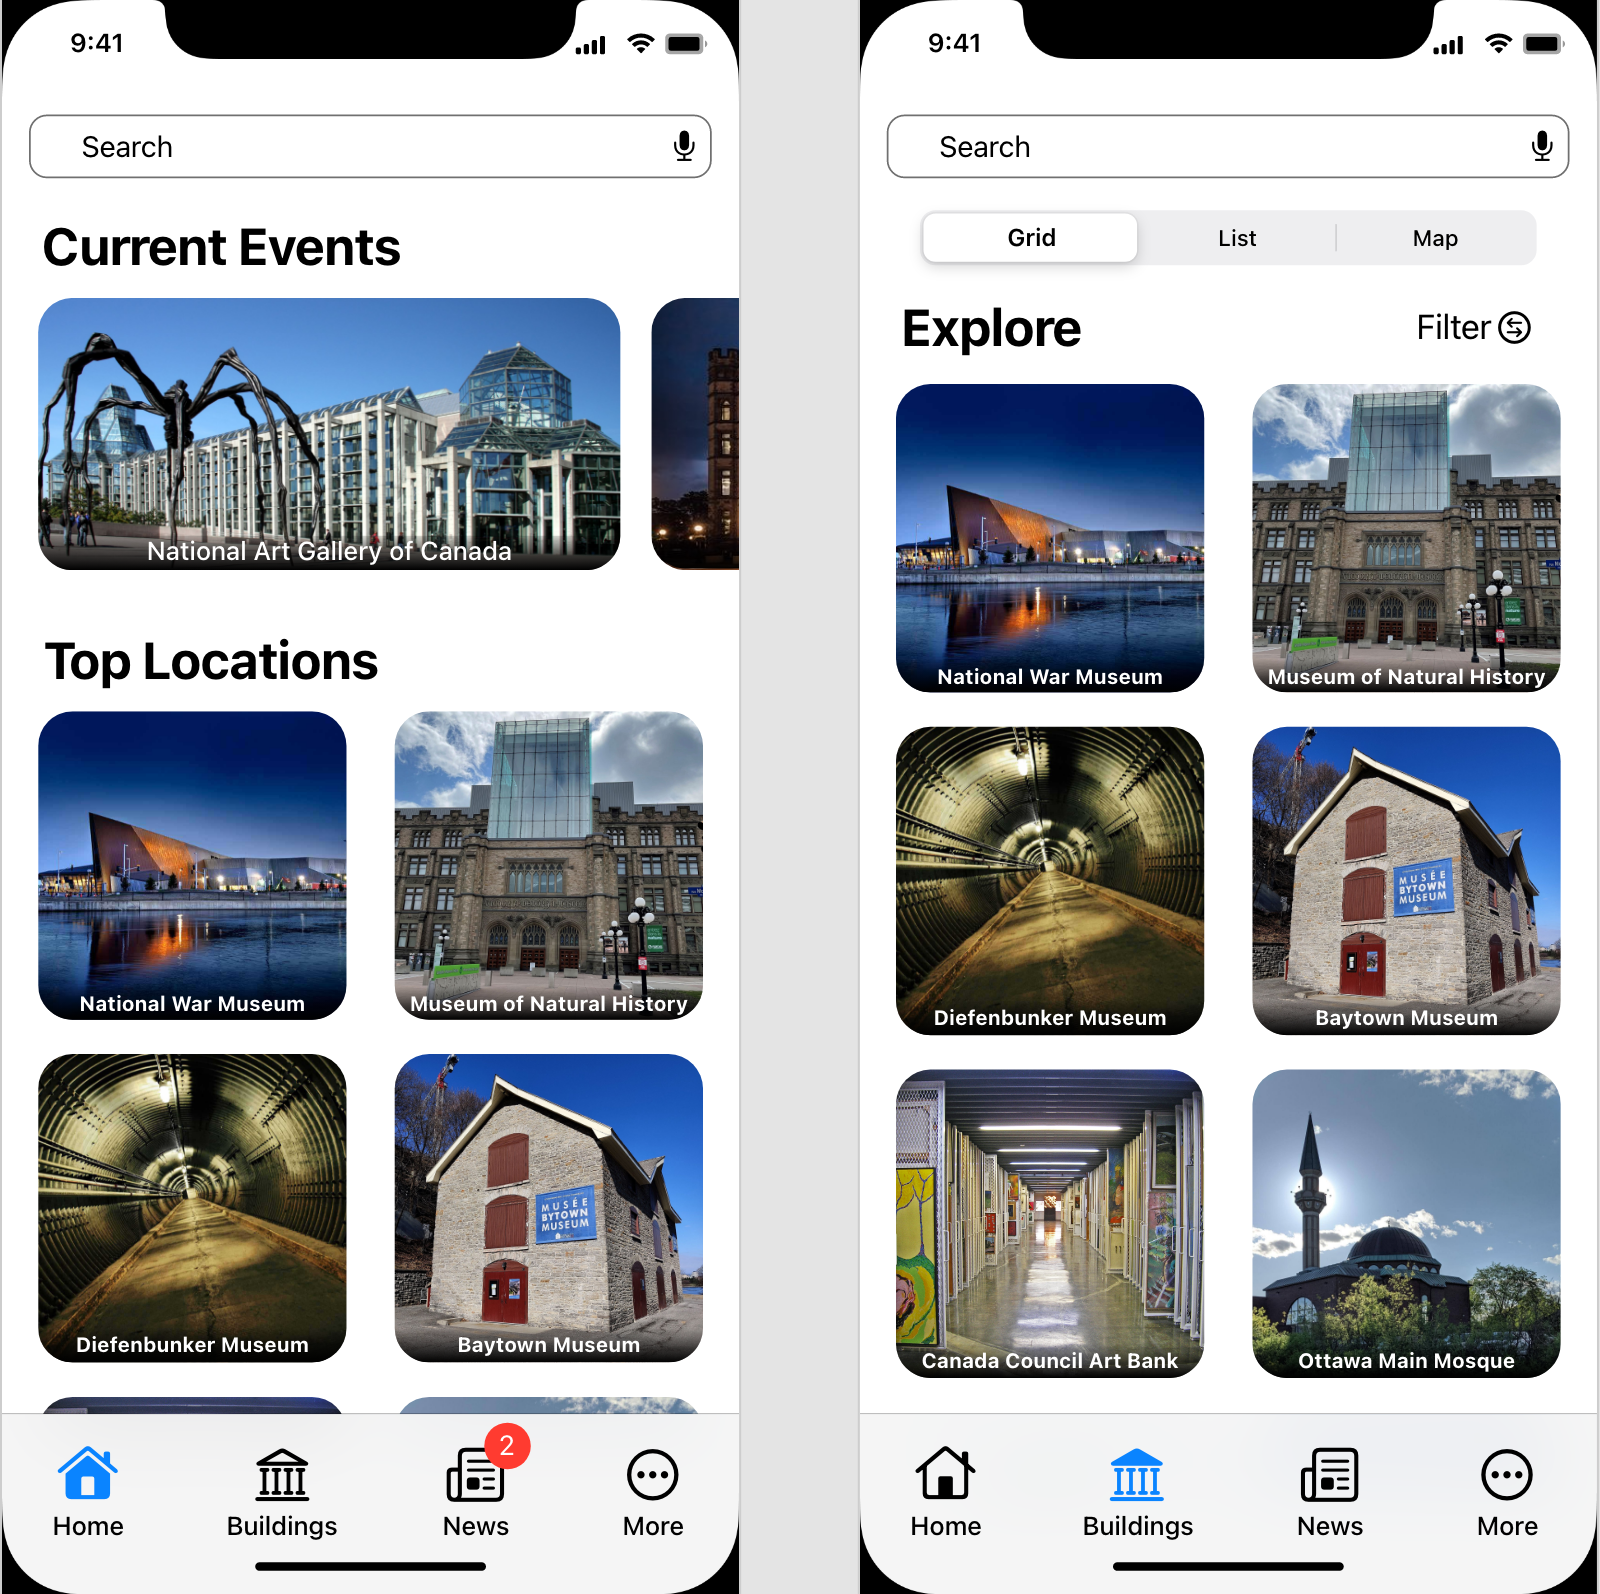 9:41
Search
Current Events
National Art Gallery of Canada
Top Locations
National War Museum
Museum of Natural History
MUSÉE
BYTOWN
MUSEUM
Diefenbunker Museum
Baytown Museum
2
Home
Buildings
News
More
9:41
Search
Grid
List
Map
Explore
Filter
National War Museum
Museum of Natural History
MUSÉE
BYTOWN
MUSEUM
Diefenbunker Museum
Baytown Museum
Canada Council Art Bank
Ottawa Main Mosque
Home
Buildings
News
More